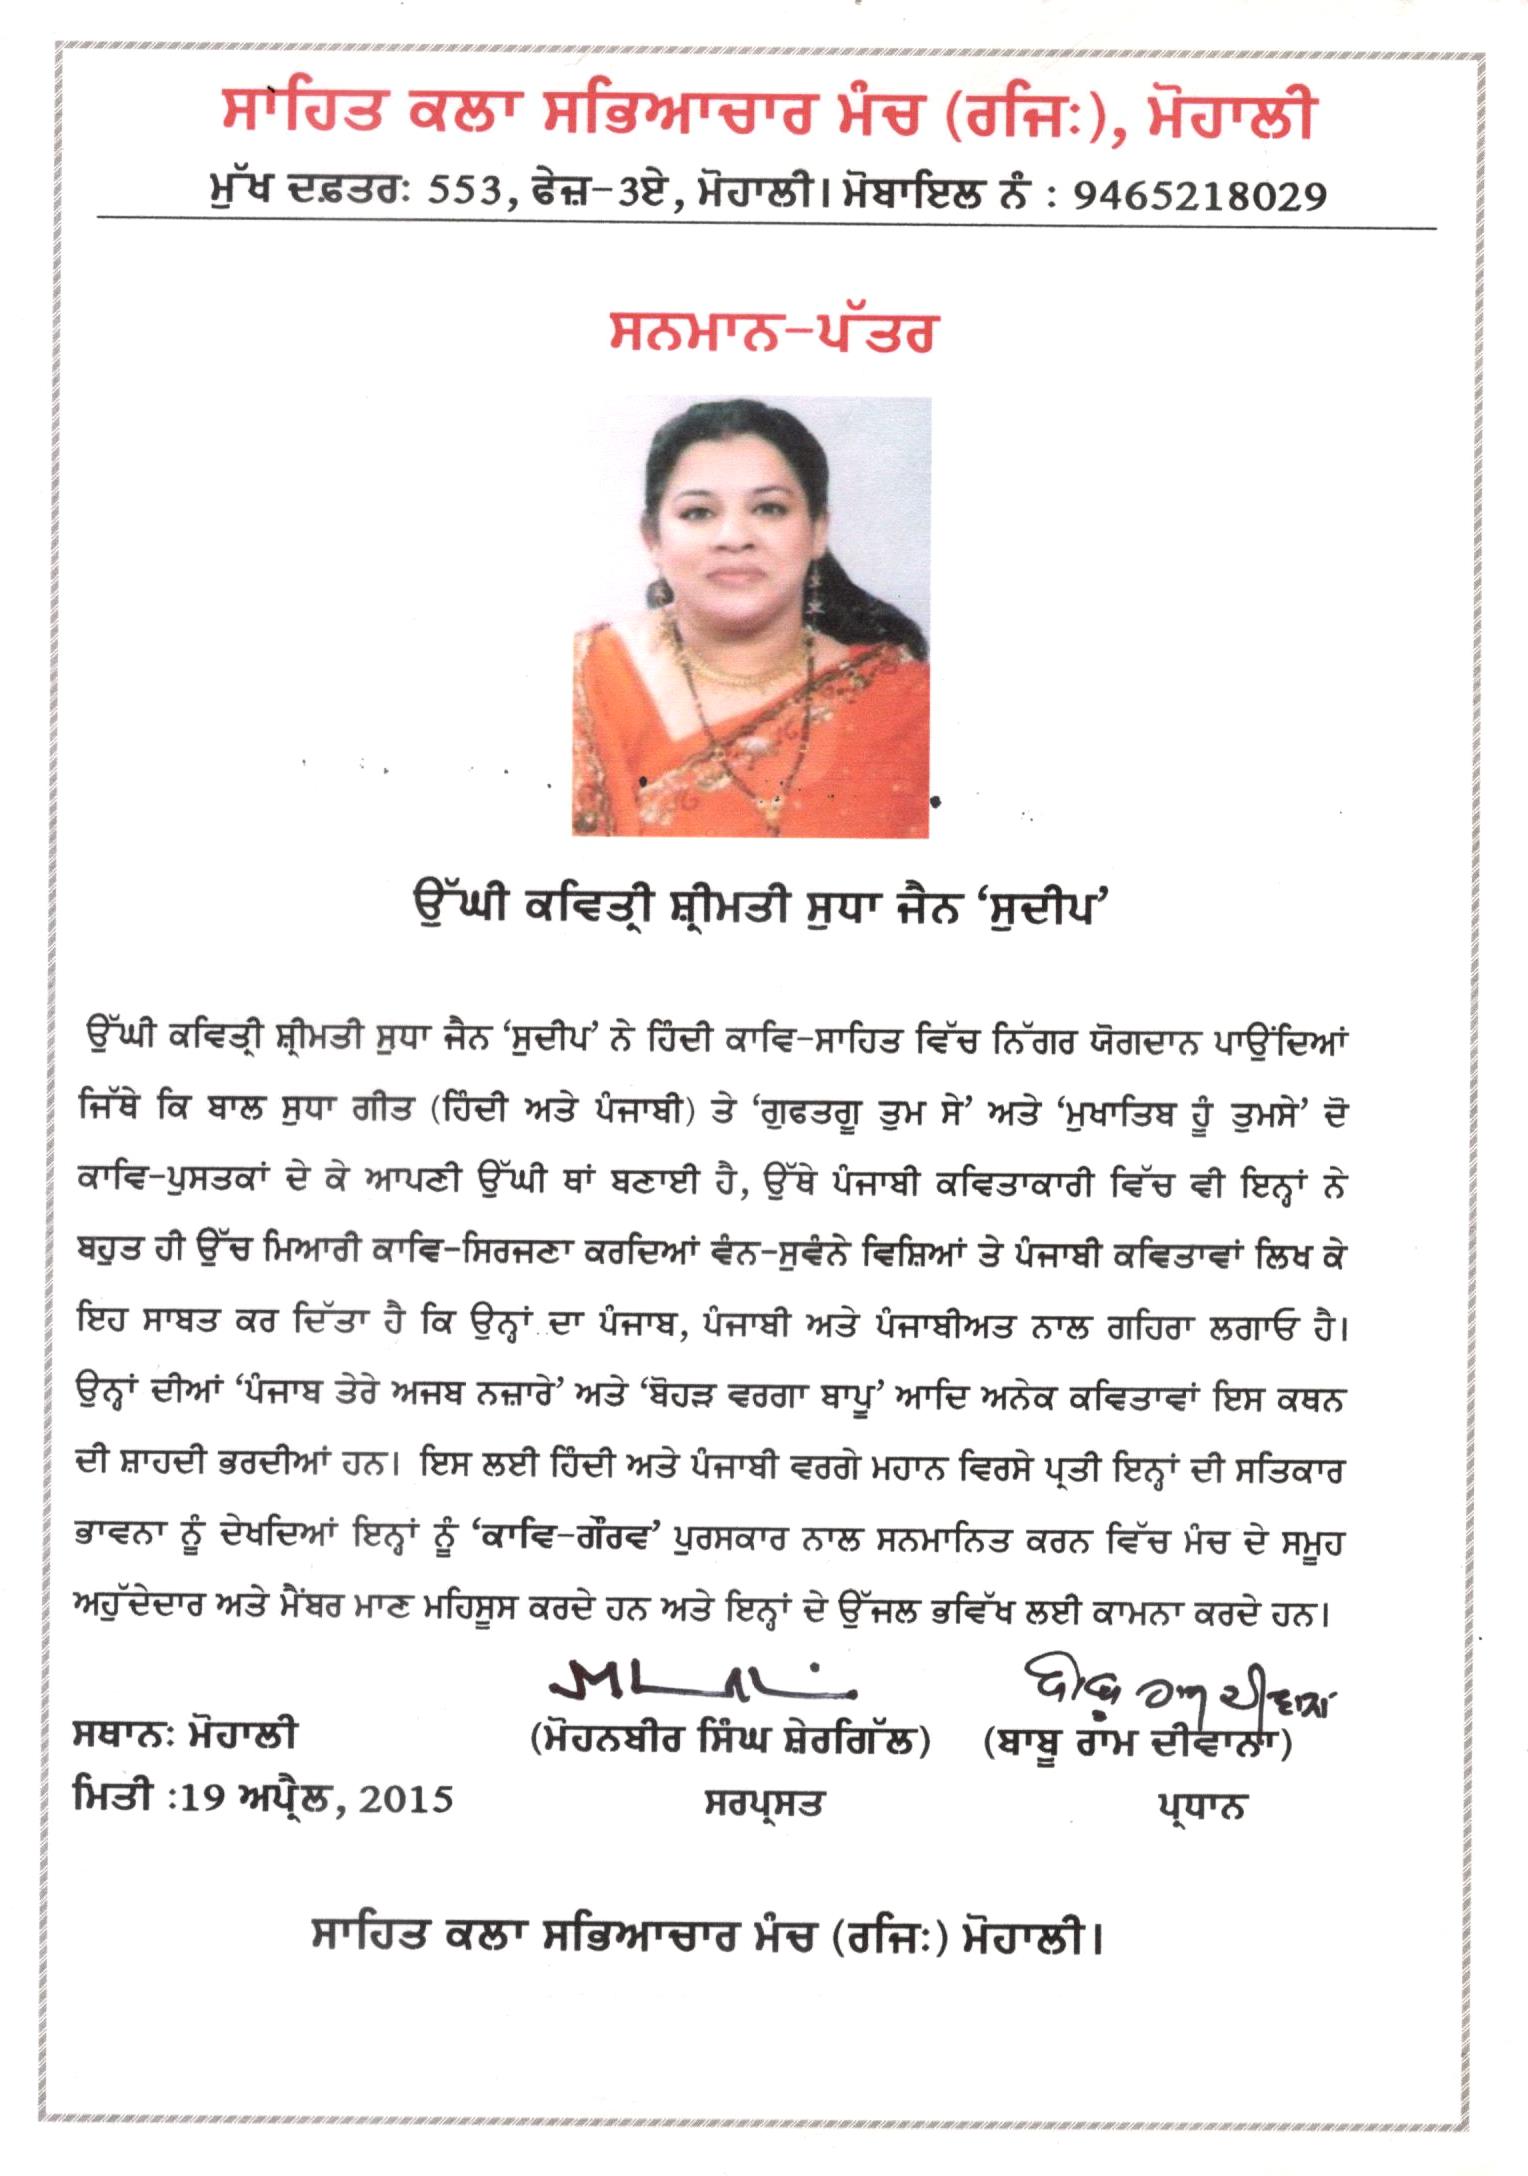 ਸਾਹਿਤ ਕਲਾ ਸਭਿਆਚਾਰ ਮੰਚ (ਰਜਿਃ), ਮੋਹਾਲੀ
ਮੁੱਖ ਦਫ਼ਤਰਃ 553, ਫੇਜ਼-3ਏ, ਮੋਹਾਲੀ। ਮੋਬਾਇਲ ਨੰ : 9465218029
ਸਨਮਾਨ-ਪੱਤਰ
ਉੱਘੀ ਕਵਿਤ੍ਰੀ ਸ਼੍ਰੀਮਤੀ ਸੁਧਾ ਜੈਨ ‘ਸੁਦੀਪ’
ਉੱਘੀ ਕਵਿਤ੍ਰੀ ਸ਼੍ਰੀਮਤੀ ਸੁਧਾ ਜੈਨ ‘ਸੁਦੀਪ’ ਨੇ ਹਿੰਦੀ ਕਾਵਿ-ਸਾਹਿਤ ਵਿੱਚ ਨਿੱਗਰ ਯੋਗਦਾਨ ਪਾਉਂਦਿਆਂ
ਜਿੱਥੇ ਕਿ ਬਾਲ ਸੁਧਾ ਗੀਤ (ਹਿੰਦੀ ਅਤੇ ਪੰਜਾਬੀ) ਤੇ ‘ਗੁਫਤਗੂ ਤੁਮ ਸੇ’ ਅਤੇ ‘ਮੁਖਾਤਿਬ ਹੂੰ ਤੁਮਸੇ’ ਦੋ
ਕਾਵਿ-ਪੁਸਤਕਾਂ ਦੇ ਕੇ ਆਪਣੀ ਉੱਘੀ ਥਾਂ ਬਣਾਈ ਹੈ, ਉੱਥੇ ਪੰਜਾਬੀ ਕਵਿਤਾਕਾਰੀ ਵਿੱਚ ਵੀ ਇਨ੍ਹਾਂ ਨੇ
ਬਹੁਤ ਹੀ ਉੱਚ ਮਿਆਰੀ ਕਾਵਿ-ਸਿਰਜਣਾ ਕਰਦਿਆਂ ਵੰਨ-ਸੁਵੰਨੇ ਵਿਸ਼ਿਆਂ ਤੇ ਪੰਜਾਬੀ ਕਵਿਤਾਵਾਂ ਲਿਖ ਕੇ
ਇਹ ਸਾਬਤ ਕਰ ਦਿੱਤਾ ਹੈ ਕਿ ਉਨ੍ਹਾਂ ਦਾ ਪੰਜਾਬ, ਪੰਜਾਬੀ ਅਤੇ ਪੰਜਾਬੀਅਤ ਨਾਲ ਗਹਿਰਾ ਲਗਾਓ ਹੈ।
ਉਨ੍ਹਾਂ ਦੀਆਂ ‘ਪੰਜਾਬ ਤੇਰੇ ਅਜਬ ਨਜ਼ਾਰੇ’ ਅਤੇ ‘ਬੋਹੜ ਵਰਗਾ ਬਾਪੂ’ ਆਦਿ ਅਨੇਕ ਕਵਿਤਾਵਾਂ ਇਸ ਕਥਨ
ਦੀ ਸ਼ਾਹਦੀ ਭਰਦੀਆਂ ਹਨ। ਇਸ ਲਈ ਹਿੰਦੀ ਅਤੇ ਪੰਜਾਬੀ ਵਰਗੇ ਮਹਾਨ ਵਿਰਸੇ ਪ੍ਰਤੀ ਇਨ੍ਹਾਂ ਦੀ ਸਤਿਕਾਰ
ਭਾਵਨਾ ਨੂੰ ਦੇਖਦਿਆਂ ਇਨ੍ਹਾਂ ਨੂੰ ‘ਕਾਵਿ-ਗੌਰਵ’ ਪੁਰਸਕਾਰ ਨਾਲ ਸਨਮਾਨਿਤ ਕਰਨ ਵਿੱਚ ਮੰਚ ਦੇ ਸਮੂਹ
ਅਹੁੱਦੇਦਾਰ ਅਤੇ ਮੈਂਬਰ ਮਾਣ ਮਹਿਸੂਸ ਕਰਦੇ ਹਨ ਅਤੇ ਇਨ੍ਹਾਂ ਦੇ ਉੱਜਲ ਭਵਿੱਖ ਲਈ ਕਾਮਨਾ ਕਰਦੇ ਹਨ।
ਸਥਾਨਃ ਮੋਹਾਲੀ (ਮੋਹਨਬੀਰ ਸਿੰਘ ਸ਼ੇਰਗਿੱਲ) (ਬਾਬੂ ਰਾਮ ਦੀਵਾਨਾ)
ਮਿਤੀ :19 ਅਪ੍ਰੈਲ, 2015 ਸਰਪ੍ਰਸਤ ਪ੍ਰਧਾਨ
ਸਾਹਿਤ ਕਲਾ ਸਭਿਆਚਾਰ ਮੰਚ (ਰਜਿਃ) ਮੋਹਾਲੀ।